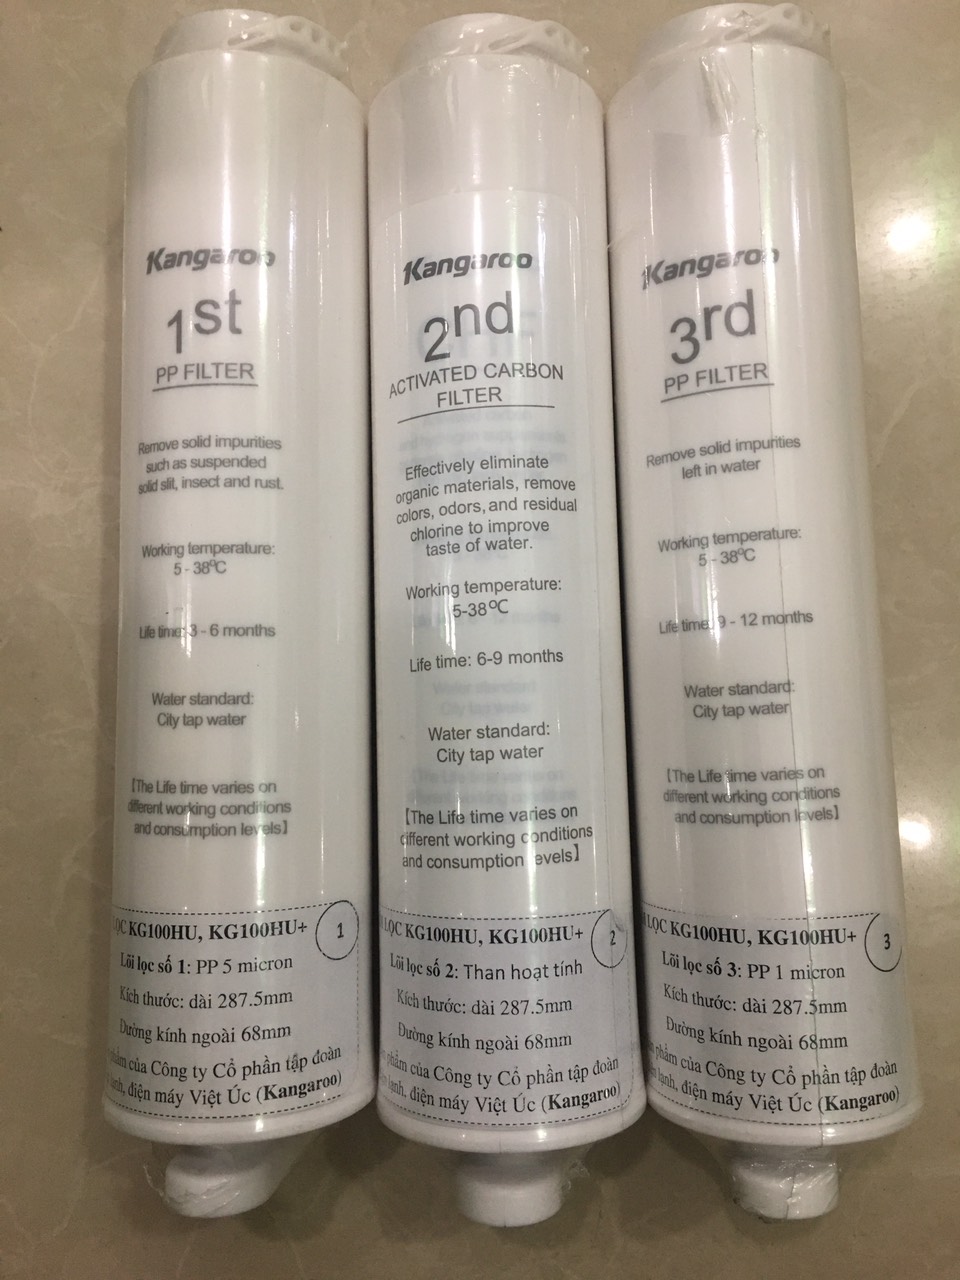 Kangaroo
1st
PP FILTER
Remove solid impurities
such as suspended
solid slit, insect and rust.
Working temperature:
5 - 38°C
Life time: 3 - 6 months
Water standard:
City tap water
【The Life time varies on
different working conditions
and consumption levels】
LỌC KG100HU, KG100HU+
1
Lõi lọc số 1: PP 5 micron
Kích thước: dài 287.5mm
Đường kính ngoài 68mm
phẩm của Công ty Cổ phần tập đoàn
lạnh, điện máy Việt Úc (Kangaroo)
Kangaroo
2nd
ACTIVATED CARBON
FILTER
Effectively eliminate
organic materials, remove
colors, odors, and residual
chlorine to improve
taste of water.
Working temperature:
5-38°C
Life time: 6-9 months
Water standard:
City tap water
【The Life time varies on
different working conditions
and consumption levels】
LỌC KG100HU, KG100HU+
2
Lõi lọc số 2: Than hoạt tính
Kích thước: dài 287.5mm
Đường kính ngoài 68mm
phẩm của Công ty Cổ phần tập đoàn
lạnh, điện máy Việt Úc (Kangaroo)
Kangaroo
3rd
PP FILTER
Remove solid impurities
left in water
Working temperature:
5 - 38°C
Life time: 9 - 12 months
Water standard:
City tap water
【The Life time varies on
different working conditions
and consumption levels】
LỌC KG100HU, KG100HU+
3
Lõi lọc số 3: PP 1 micron
Kích thước: dài 287.5mm
Đường kính ngoài 68mm
phẩm của Công ty Cổ phần tập đoàn
lạnh, điện máy Việt Úc (Kangaroo)